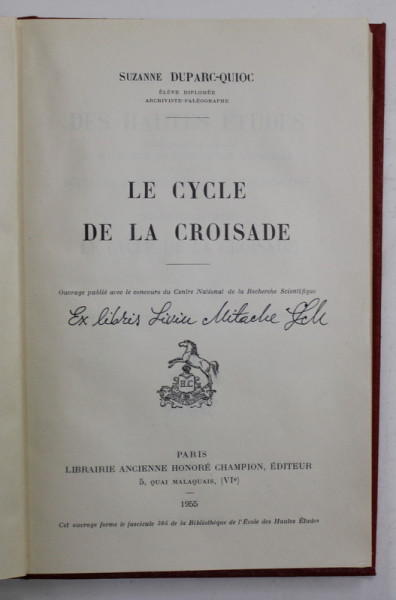 SUZANNE DUPARC-QUIOC
ÉLÈVE DIPLOMÉE
ARCHIVISTE-PALÉOGRAPHE
LE CYCLE
DE LA CROISADE
Ouvrage publié avec le concours du Centre National de la Recherche Scientifique
Ex libris Liviu Mitache
H.C
PARIS
LIBRAIRIE ANCIENNE HONORÉ CHAMPION, ÉDITEUR
5, QUAI MALAQUAIS, (VIe)
1955
Cet ouvrage forme le fascicule 305 de la Bibliothèque de l'École des Hautes Études